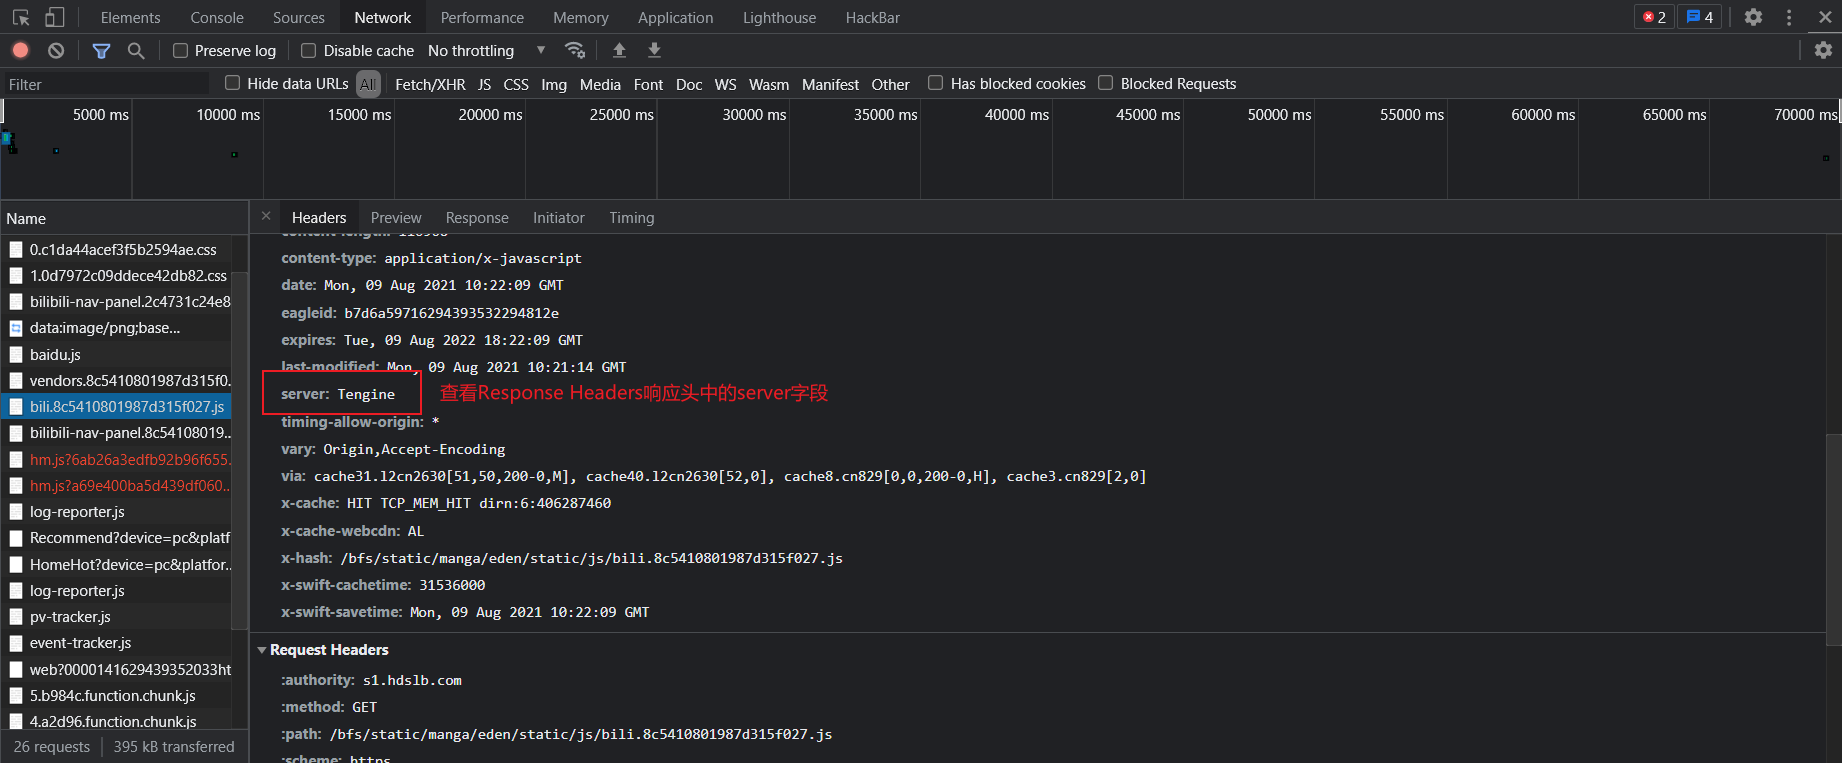 Elements Console Sources Network Performance Memory Application Lighthouse HackBar 2 4
Preserve log Disable cache No throttling
Filter Hide data URLs All Fetch/XHR JS CSS Img Media Font Doc WS Wasm Manifest Other Has blocked cookies Blocked Requests
5000 ms 10000 ms 15000 ms 20000 ms 25000 ms 30000 ms 35000 ms 40000 ms 45000 ms 50000 ms 55000 ms 60000 ms 65000 ms 70000 ms
Name
0.c1da44acef3f5b2594ae.css
1.0d7972c09ddece42db82.css
bilibili-nav-panel.2c4731c24e8
data:image/png;base...
baidu.js
vendors.8c5410801987d315f0.
bili.8c5410801987d315f027.js
bilibili-nav-panel.8c54108019...
hm.js?6ab26a3edfb92b96f655.
hm.js?a69e400ba5d439df060...
log-reporter.js
Recommend?device=pc&platf
HomeHot?device=pc&platfor...
log-reporter.js
pv-tracker.js
event-tracker.js
web?0000141629439352033ht
5.b984c.function.chunk.js
4.a2d96.function.chunk.js
26 requests 395 kB transferred
Headers Preview Response Initiator Timing
content-length: 110960
content-type: application/x-javascript
date: Mon, 09 Aug 2021 10:22:09 GMT
eagleid: b7d6a59716294393532294812e
expires: Tue, 09 Aug 2022 18:22:09 GMT
last-modified: Mon, 09 Aug 2021 10:21:14 GMT
server: Tengine 查看Response Headers响应头中的server字段
timing-allow-origin: *
vary: Origin,Accept-Encoding
via: cache31.l2cn2630[51,50,200-0,M], cache40.l2cn2630[52,0], cache8.cn829[0,0,200-0,H], cache3.cn829[2,0]
x-cache: HIT TCP_MEM_HIT dirn:6:406287460
x-cache-webcdn: AL
x-hash: /bfs/static/manga/eden/static/js/bili.8c5410801987d315f027.js
x-swift-cachetime: 31536000
x-swift-savetime: Mon, 09 Aug 2021 10:22:09 GMT
Request Headers
:authority: s1.hdslb.com
:method: GET
:path: /bfs/static/manga/eden/static/js/bili.8c5410801987d315f027.js
:scheme: https